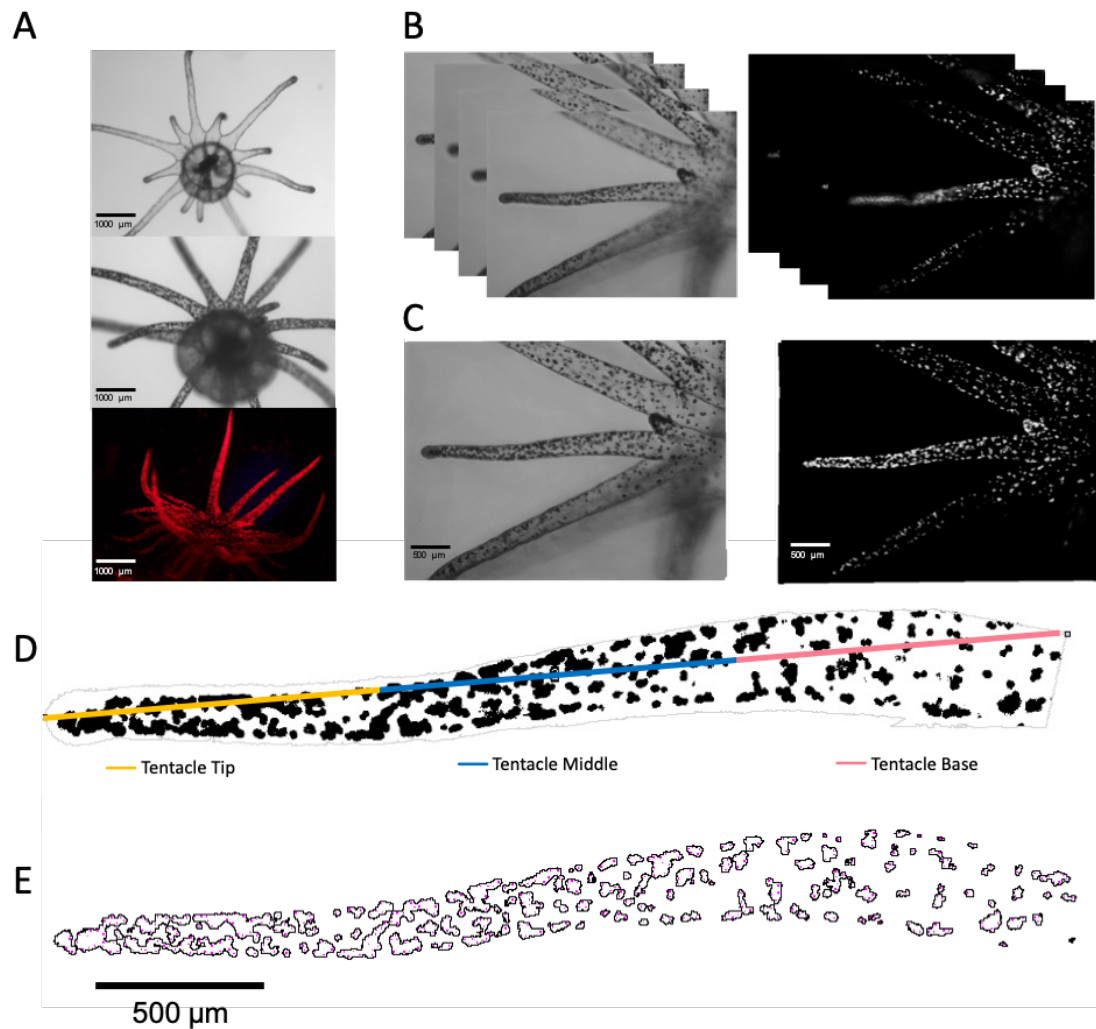 A
B
1000 µm
1000 µm
1000 µm
C
500 µm
500 µm
D
Tentacle Tip
Tentacle Middle
Tentacle Base
E
500 µm